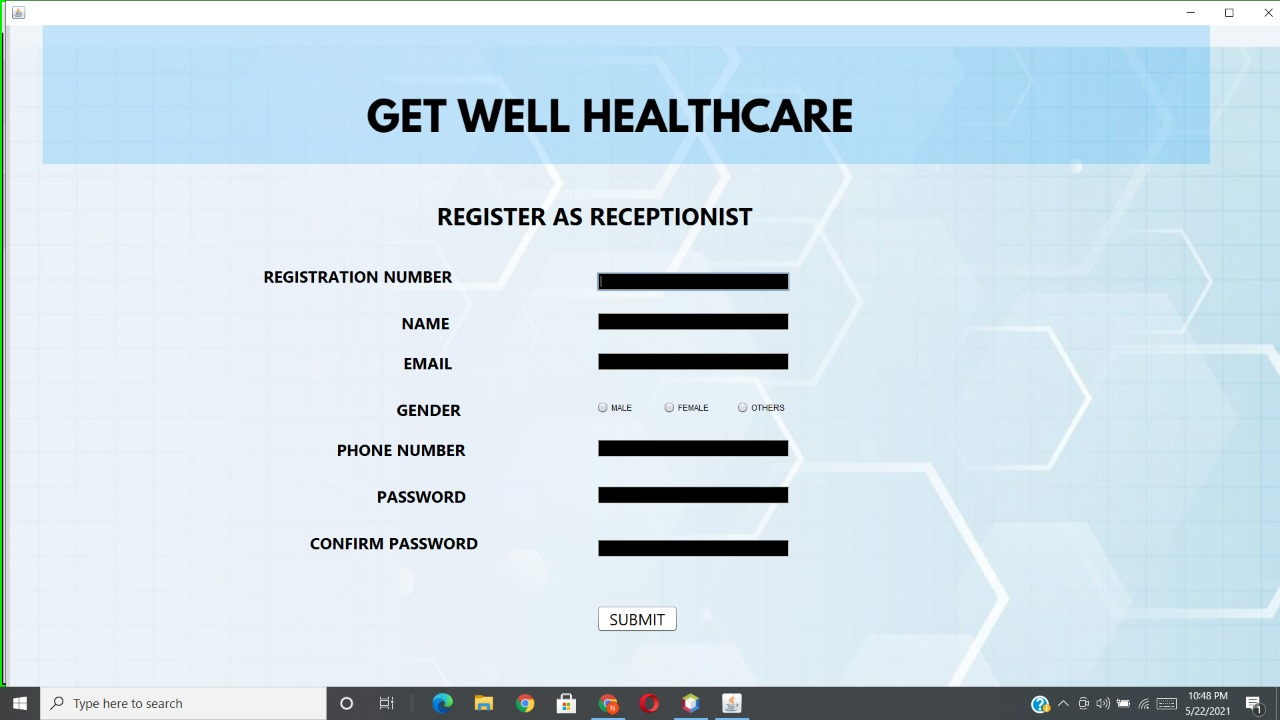 GET WELL HEALTHCARE
REGISTER AS RECEPTIONIST
REGISTRATION NUMBER
NAME
EMAIL
GENDER
MALE FEMALE OTHERS
PHONE NUMBER
PASSWORD
CONFIRM PASSWORD
SUBMIT
Type here to search
10:48 PM
5/22/2021
1